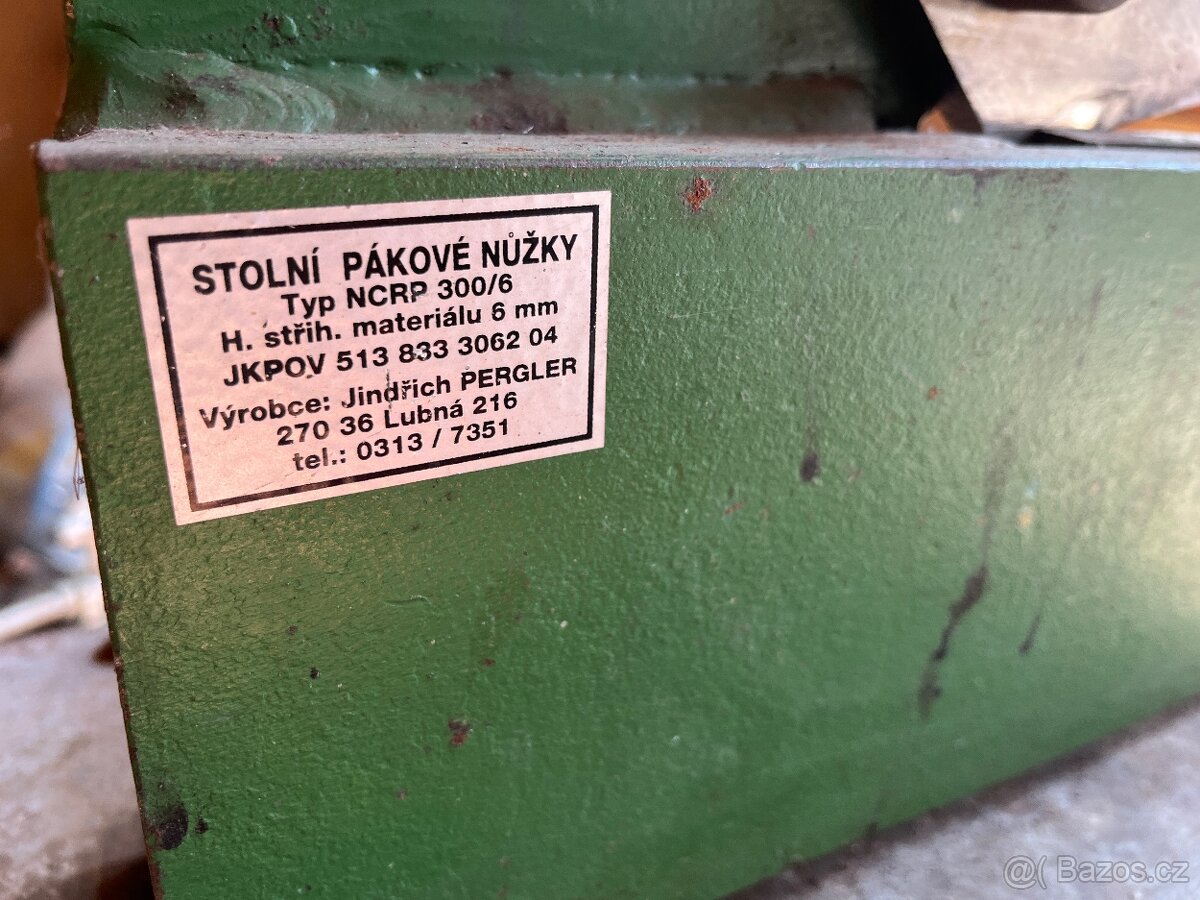 STOLNÍ PÁKOVÉ NŮŽKY
Typ NCRP 300/6
H. střih. materiálu 6 mm
JKPOV 513 833 3062 04
Výrobce: Jindřich PERGLER
270 36 Lubná 216
tel.: 0313 / 7351
@( Bazos.cz